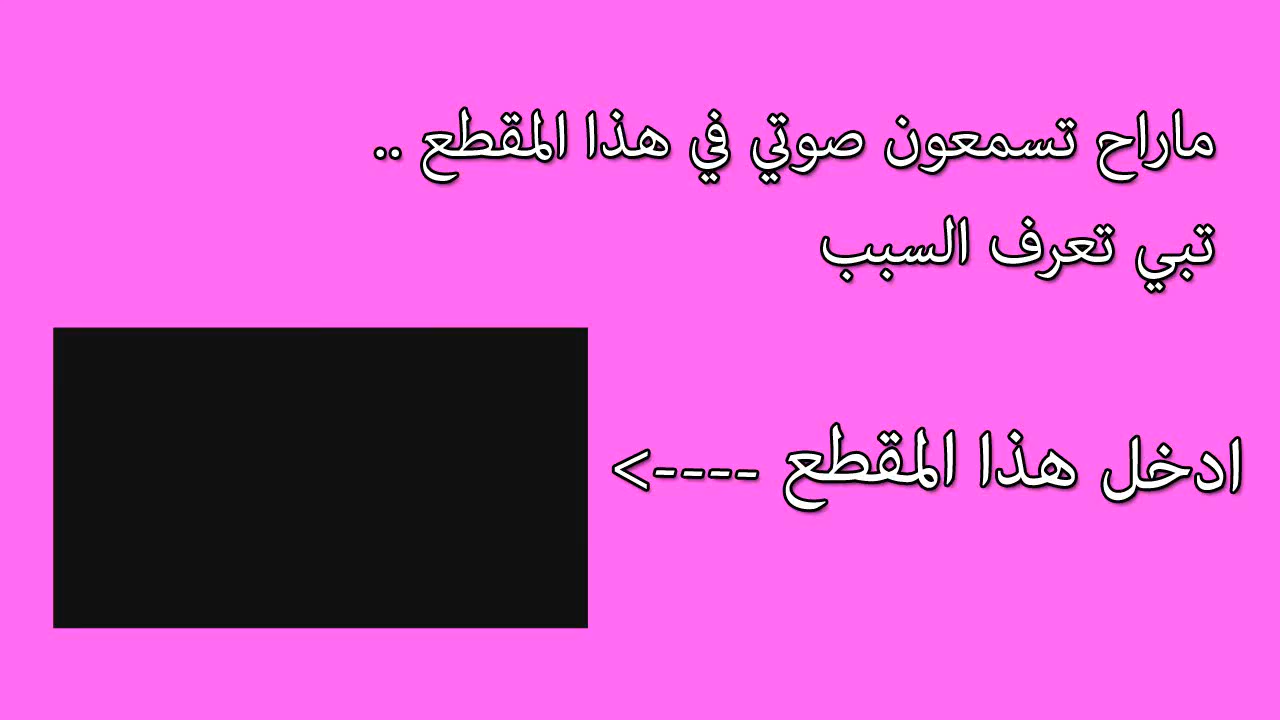 ماراح تسمعون صوتي في هذا المقطع ..
تبي تعرف السبب
ادخل هذا المقطع ---->